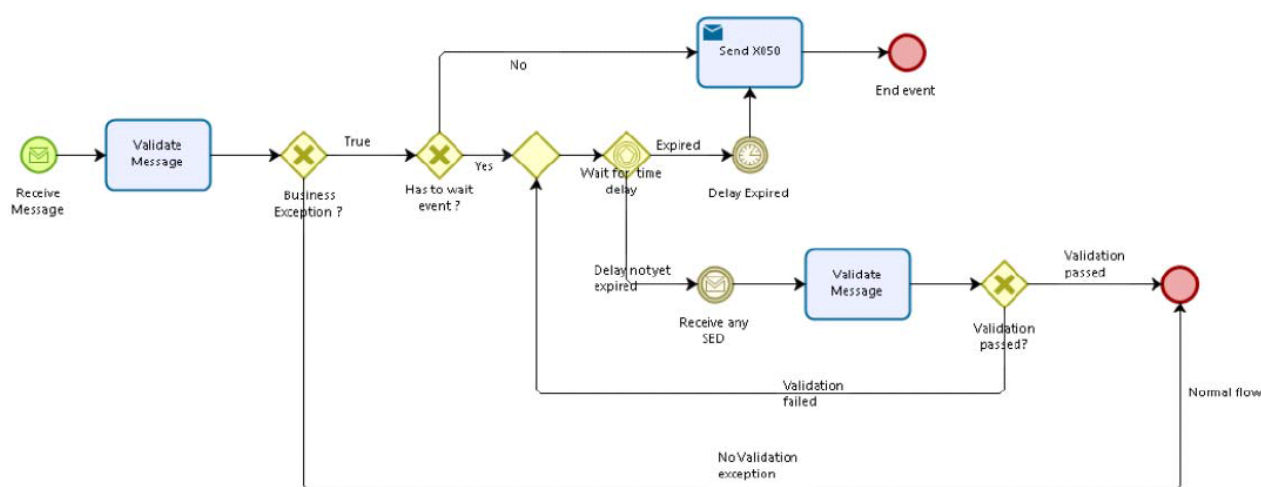 Send X050
No
End event
Validate
Message
True
Expired
Yes
Wait for time
delay
Receive
Message
Business
Exception ?
Has to wait
event ?
Delay Expired
Delay notyet
expired
Validate
Message
Validation
passed
Receive any
SED
Validation
passed?
Validation
failed
Normal flow
No Validation
exception